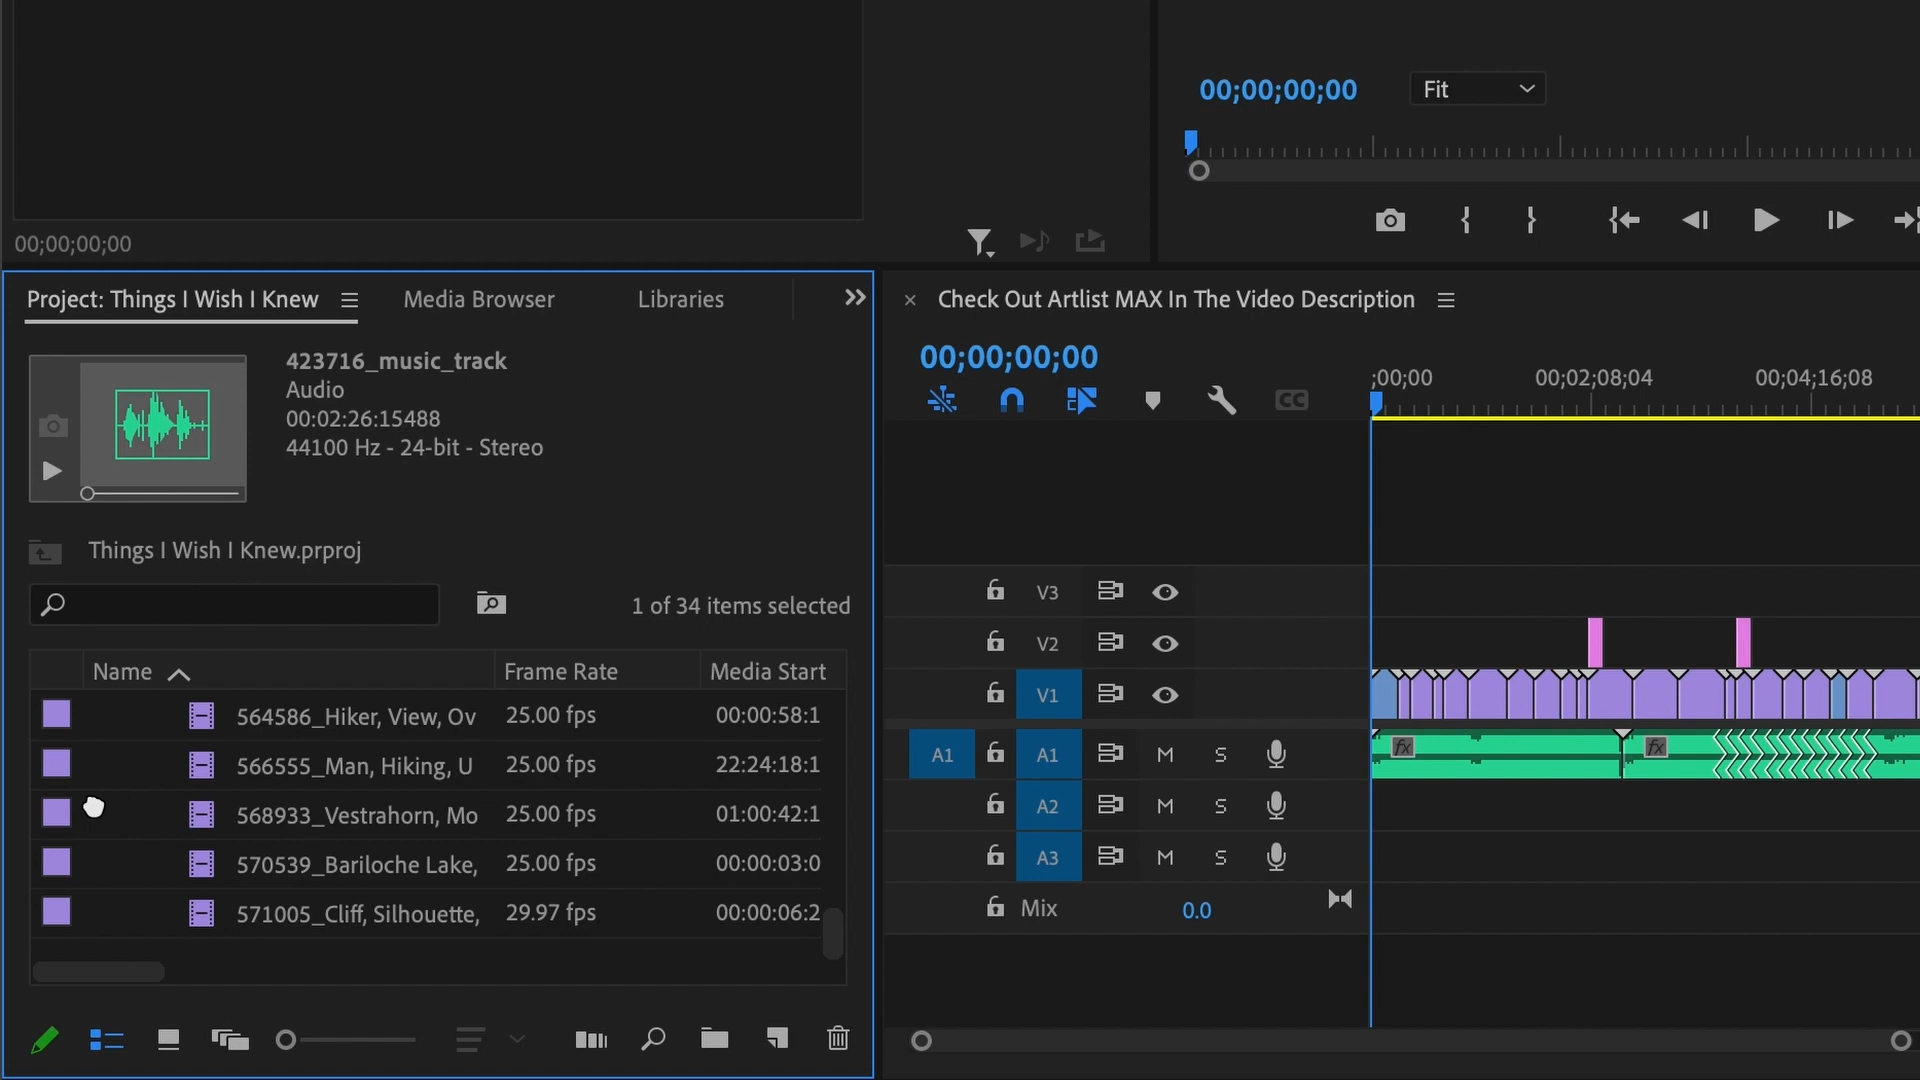 00;00;00;00
Fit
00;00;00;00
Project: Things I Wish I Knew
Media Browser
Libraries
Check Out Artlist MAX In The Video Description
423716_music_track
Audio
00:02:26:15488
44100 Hz - 24-bit - Stereo
00;00;00;00
;00;00
00;02;08;04
00;04;16;08
CC
Things I Wish I Knew.prproj
1 of 34 items selected
Name
Frame Rate
Media Start
564586_Hiker, View, Ov
25.00 fps
00:00:58:1
566555_Man, Hiking, U
25.00 fps
22:24:18:1
568933_Vestrahorn, Mo
25.00 fps
01:00:42:1
570539_Bariloche Lake,
25.00 fps
00:00:03:0
571005_Cliff, Silhouette,
29.97 fps
00:00:06:2
V3
V2
V1
A1
A1
M
S
fx
fx
A2
M
S
A3
M
S
Mix
0.0